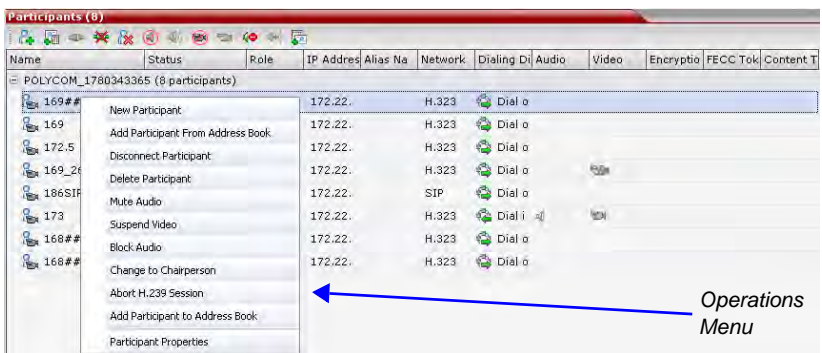 Participants (8)
Name Status Role IP Addres Alias Na Network Dialing Di Audio Video Encryptio FECC Tok Content T
POLYCOM_1780343365 (8 participants)
169## 172.22. H.323 Dial o
169 172.22. H.323 Dial o
172.5 172.22. H.323 Dial o
169_26 172.22. H.323 Dial o
186SIP 172.22. SIP Dial o
173 172.22. H.323 Dial i
168## 172.22. H.323 Dial o
168## 172.22. H.323 Dial o
New Participant
Add Participant From Address Book
Disconnect Participant
Delete Participant
Mute Audio
Suspend Video
Block Audio
Change to Chairperson
Abort H.239 Session
Add Participant to Address Book
Participant Properties
Operations
Menu